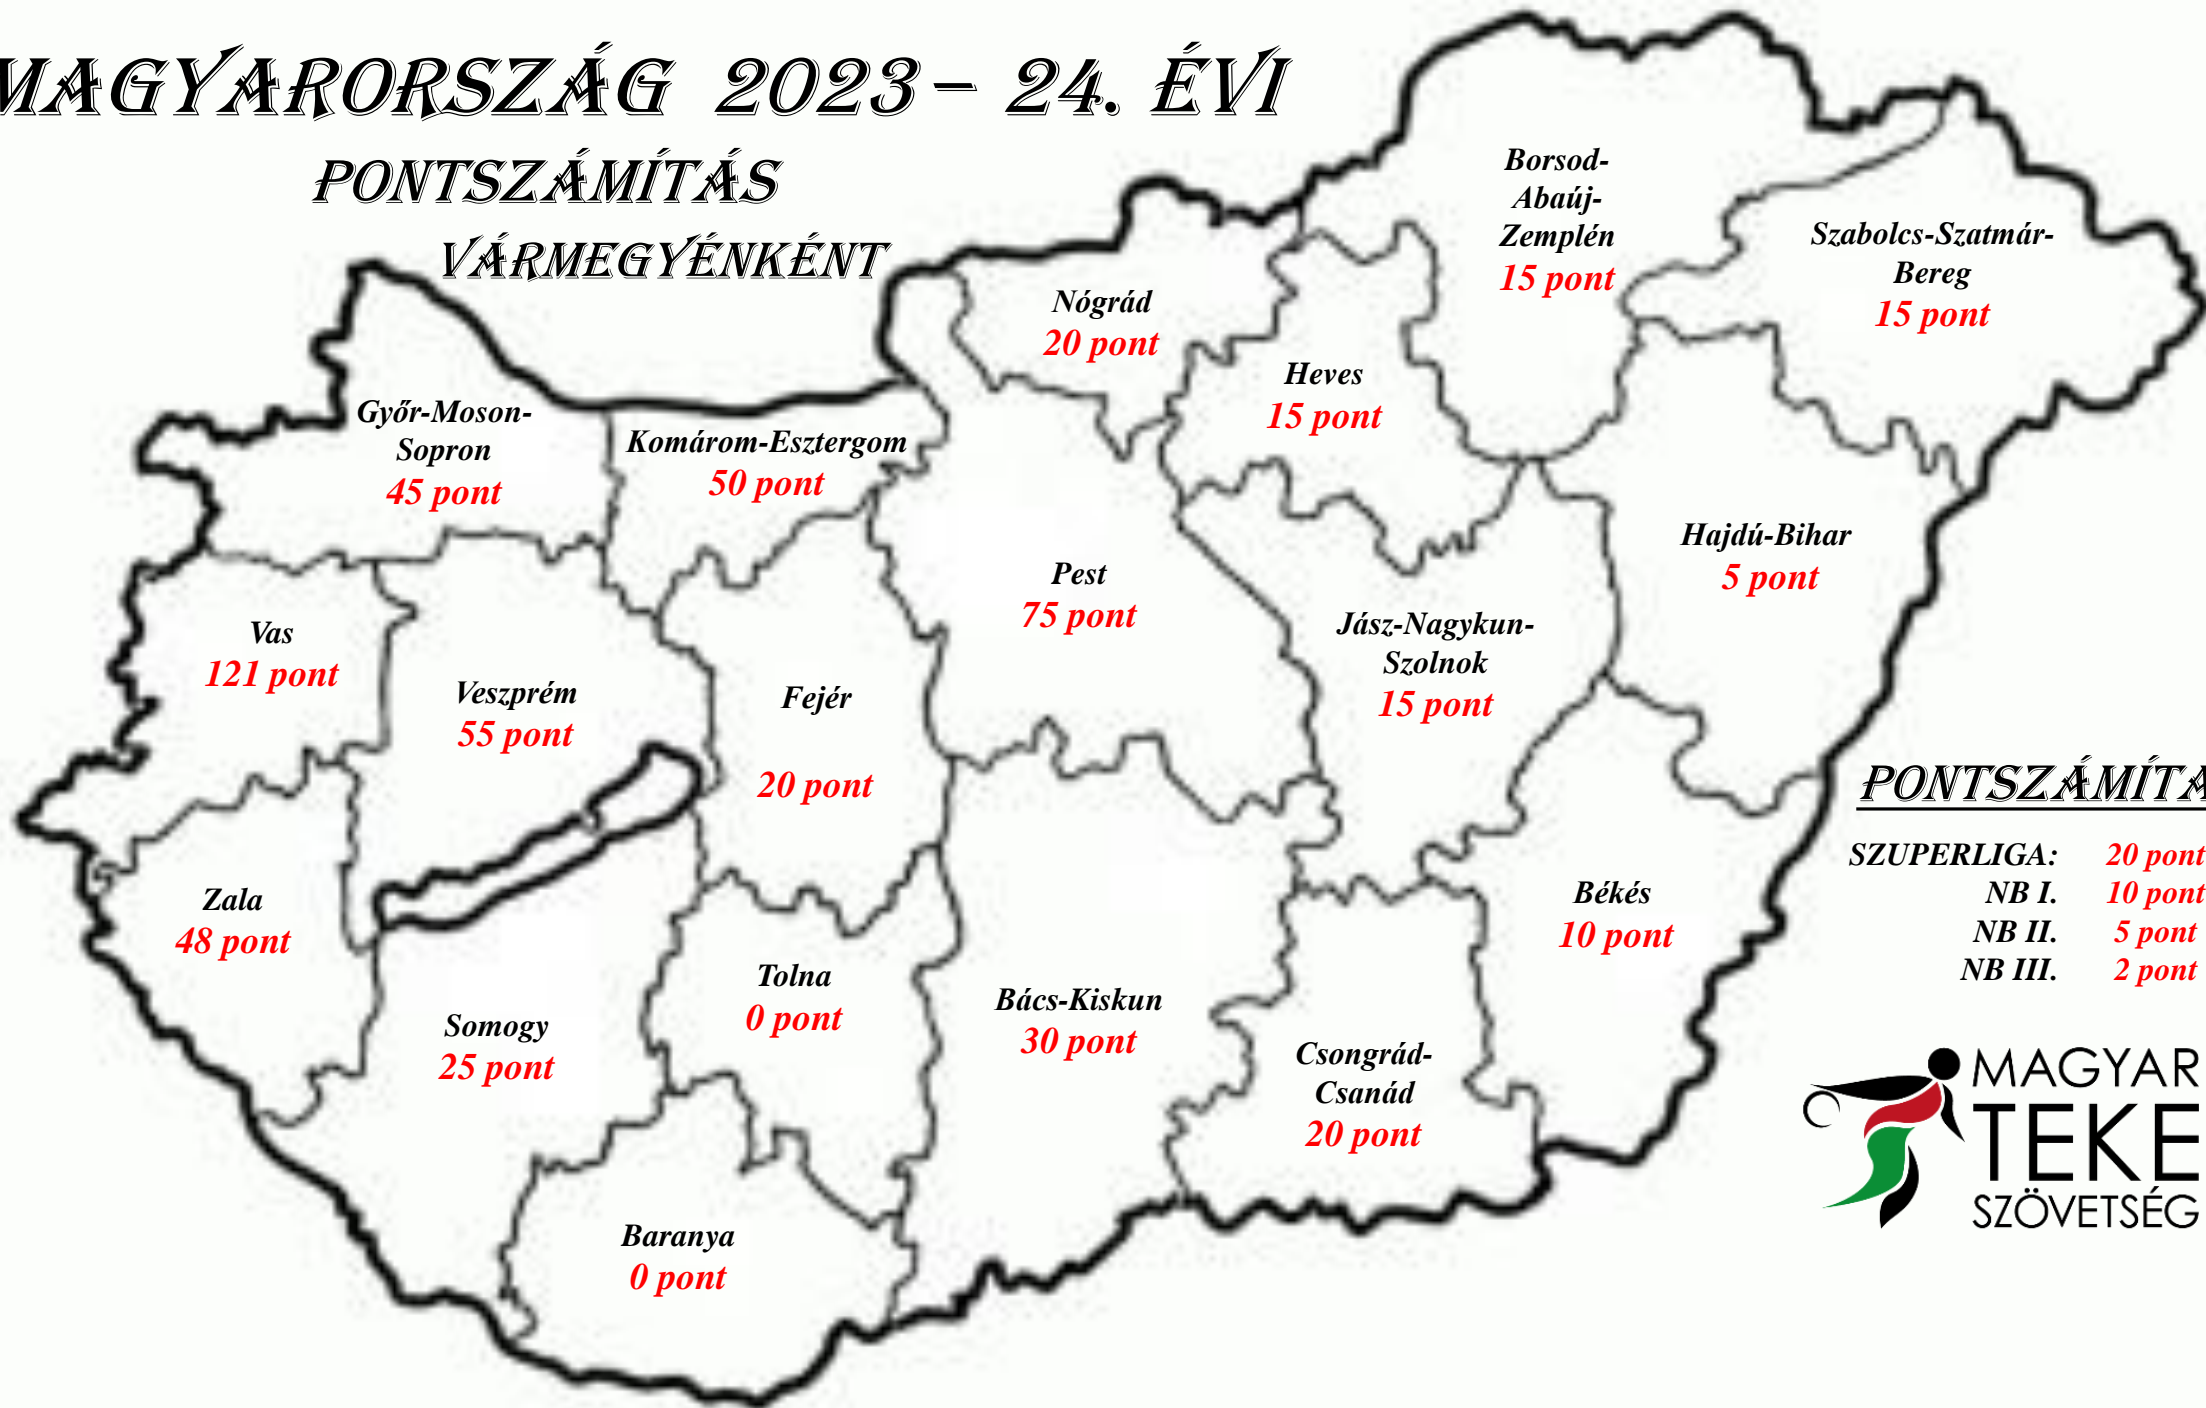 MAGYARORSZÁG 2023 – 24. ÉVI
PONTSZÁMÍTÁS
VÁRMEGYÉNKÉNT
Borsod-
Abaúj-
Zemplén
15 pont
Szabolcs-Szatmár-
Bereg
15 pont
Nógrád
20 pont
Heves
15 pont
Győr-Moson-
Sopron
45 pont
Komárom-Esztergom
50 pont
Hajdú-Bihar
5 pont
Pest
75 pont
Jász-Nagykun-
Szolnok
15 pont
Vas
121 pont
Veszprém
55 pont
Fejér
20 pont
Zala
48 pont
Somogy
25 pont
Tolna
0 pont
Bács-Kiskun
30 pont
Békés
10 pont
Csongrád-
Csanád
20 pont
Baranya
0 pont
PONTSZÁMÍTÁ
SZUPERLIGA: 20 pont
NB I. 10 pont
NB II. 5 pont
NB III. 2 pont
MAGYAR
TEKE
SZÖVETSÉG